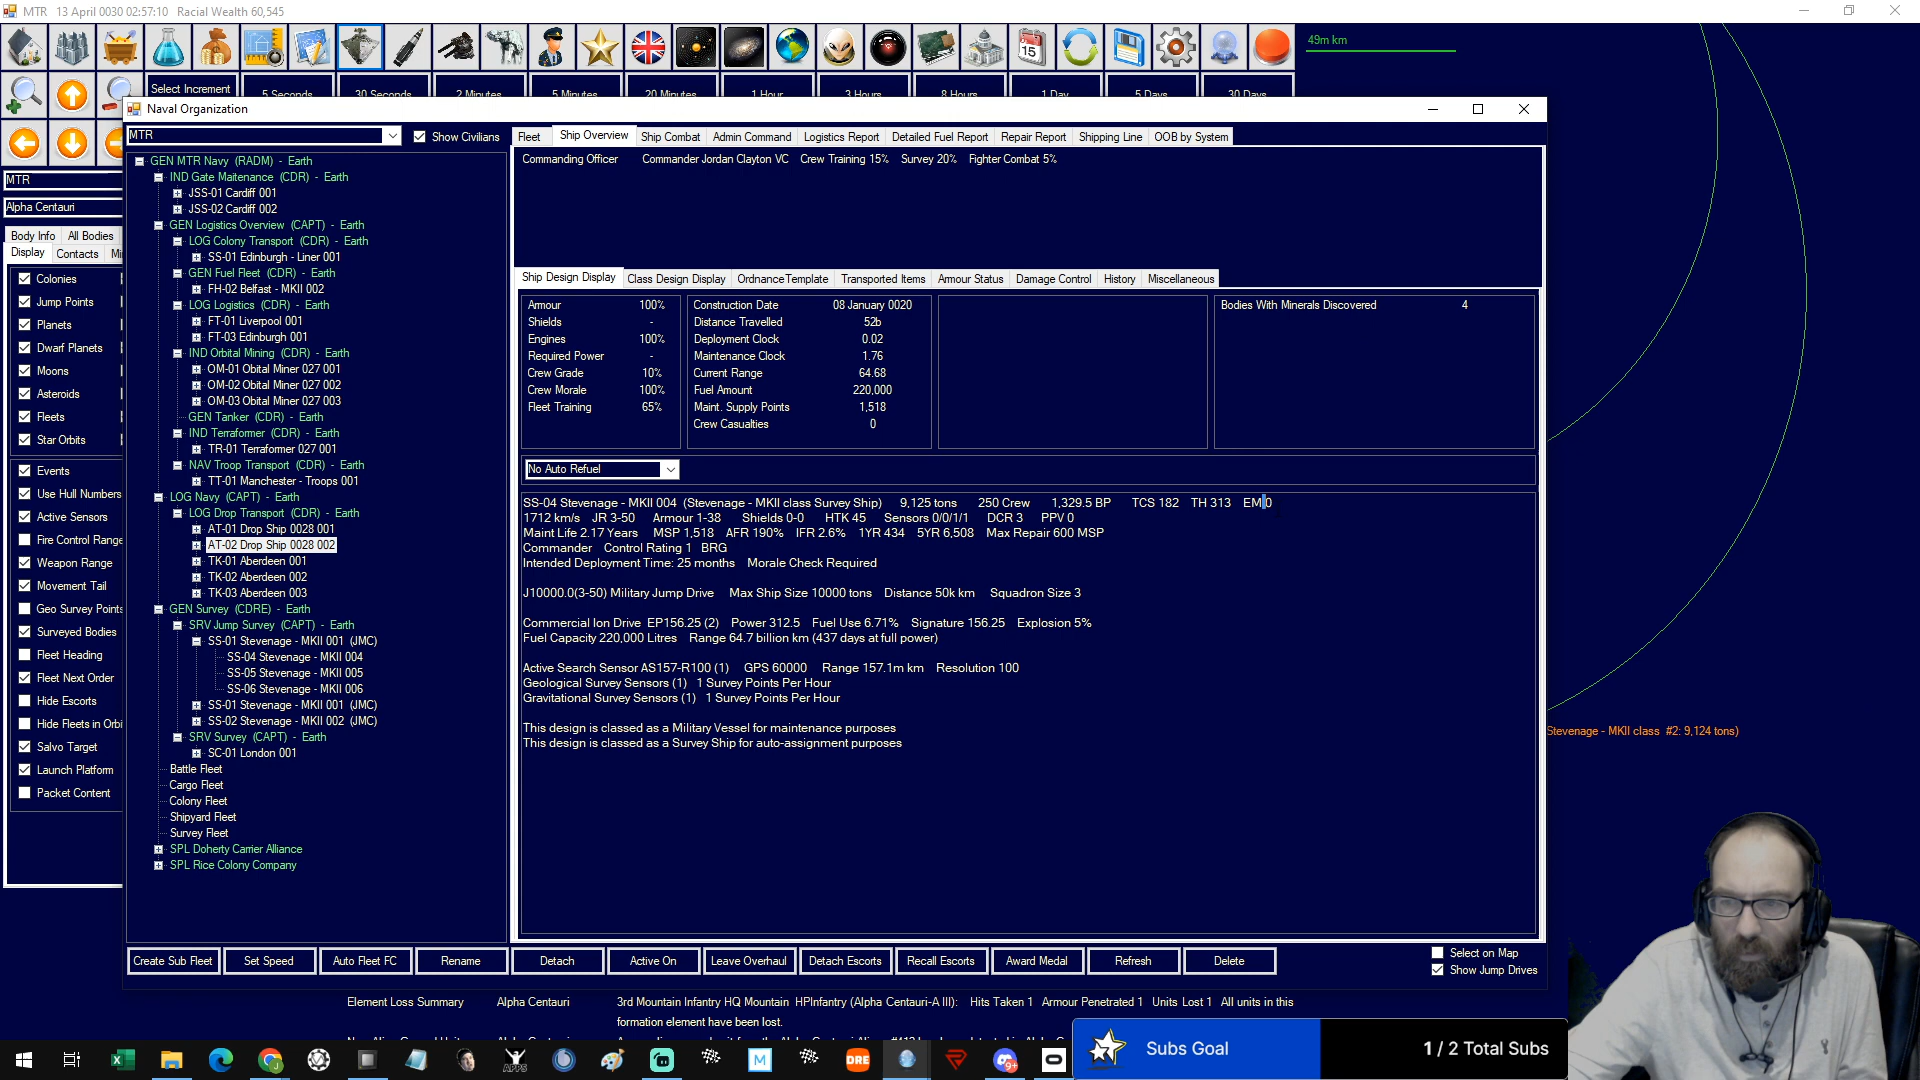 MTR   13 April 0030 02:57:10   Racial Wealth 60,545
49m km
Select Increment
5 Seconds
30 Seconds
2 Minutes
5 Minutes
20 Minutes
1 Hour
3 Hours
8 Hours
1 Day
5 Days
30 Days
MTR
Alpha Centauri
Body Info
All Bodies
Display
Contacts
Colonies
Jump Points
Planets
Dwarf Planets
Moons
Asteroids
Fleets
Star Orbits
Events
Use Hull Numbers
Active Sensors
Fire Control Range
Weapon Range
Movement Tail
Geo Survey Points
Surveyed Bodies
Fleet Heading
Fleet Next Order
Hide Escorts
Hide Fleets in Orbi
Salvo Target
Launch Platform
Packet Content
Naval Organization
MTR
Show Civilians
GEN MTR Navy (RADM) - Earth
IND Gate Maitenance (CDR) - Earth
JSS-01 Cardiff 001
JSS-02 Cardiff 002
GEN Logistics Overview (CAPT) - Earth
LOG Colony Transport (CDR) - Earth
SS-01 Edinburgh - Liner 001
GEN Fuel Fleet (CDR) - Earth
FH-02 Belfast - MKII 002
LOG Logistics (CDR) - Earth
FT-01 Liverpool 001
FT-03 Edinburgh 001
IND Orbital Mining (CDR) - Earth
OM-01 Obital Miner 027 001
OM-02 Obital Miner 027 002
OM-03 Obital Miner 027 003
GEN Tanker (CDR) - Earth
IND Terraformer (CDR) - Earth
TR-01 Terraformer 027 001
NAV Troop Transport (CDR) - Earth
TT-01 Manchester - Troops 001
LOG Navy (CAPT) - Earth
LOG Drop Transport (CDR) - Earth
AT-01 Drop Ship 0028 001
AT-02 Drop Ship 0028 002
TK-01 Aberdeen 001
TK-02 Aberdeen 002
TK-03 Aberdeen 003
GEN Survey (CDRE) - Earth
SRV Jump Survey (CAPT) - Earth
SS-01 Stevenage - MKII 001 (JMC)
SS-04 Stevenage - MKII 004
SS-05 Stevenage - MKII 005
SS-06 Stevenage - MKII 006
SS-01 Stevenage - MKII 001 (JMC)
SS-02 Stevenage - MKII 002 (JMC)
SRV Survey (CAPT) - Earth
SC-01 London 001
Battle Fleet
Cargo Fleet
Colony Fleet
Shipyard Fleet
Survey Fleet
SPL Doherty Carrier Alliance
SPL Rice Colony Company
Fleet
Ship Overview
Ship Combat
Admin Command
Logistics Report
Detailed Fuel Report
Repair Report
Shipping Line
OOB by System
Commanding Officer   Commander Jordan Clayton VC   Crew Training 15%   Survey 20%   Fighter Combat 5%
Ship Design Display
Class Design Display
Ordnance Template
Transported Items
Armour Status
Damage Control
History
Miscellaneous
Armour 100%
Shields -
Engines 100%
Required Power -
Crew Grade 10%
Crew Morale 100%
Fleet Training 65%
Construction Date 08 January 0020
Distance Travelled 52b
Deployment Clock 0.02
Maintenance Clock 1.76
Current Range 64.68
Fuel Amount 220,000
Maint. Supply Points 1,518
Crew Casualties 0
Bodies With Minerals Discovered 4
No Auto Refuel
SS-04 Stevenage - MKII 004 (Stevenage - MKII class Survey Ship)   9,125 tons   250 Crew   1,329.5 BP   TCS 182   TH 313   EM 0
1712 km/s   JR 3-50   Armour 1-38   Shields 0-0   HTK 45   Sensors 0/0/1/1   DCR 3   PPV 0
Maint Life 2.17 Years   MSP 1,518   AFR 190%   IFR 2.6%   1YR 434   5YR 6,508   Max Repair 600 MSP
Commander   Control Rating 1   BRG
Intended Deployment Time: 25 months   Morale Check Required
J10000.0(3-50) Military Jump Drive   Max Ship Size 10000 tons   Distance 50k km   Squadron Size 3
Commercial Ion Drive EP156.25 (2)   Power 312.5   Fuel Use 6.71%   Signature 156.25   Explosion 5%
Fuel Capacity 220,000 Litres   Range 64.7 billion km (437 days at full power)
Active Search Sensor AS157-R100 (1)   GPS 60000   Range 157.1m km   Resolution 100
Geological Survey Sensors (1)   1 Survey Points Per Hour
Gravitational Survey Sensors (1)   1 Survey Points Per Hour
This design is classed as a Military Vessel for maintenance purposes
This design is classed as a Survey Ship for auto-assignment purposes
Stevenage - MKII class #2: 9,124 tons)
Create Sub Fleet
Set Speed
Auto Fleet FC
Rename
Detach
Active On
Leave Overhaul
Detach Escorts
Recall Escorts
Award Medal
Refresh
Delete
Select on Map
Show Jump Drives
Element Loss Summary   Alpha Centauri   3rd Mountain Infantry HQ Mountain HPInfantry (Alpha Centauri-A III):   Hits Taken 1   Armour Penetrated 1   Units Lost 1   All units in this
formation element have been lost.
Subs Goal
1 / 2 Total Subs